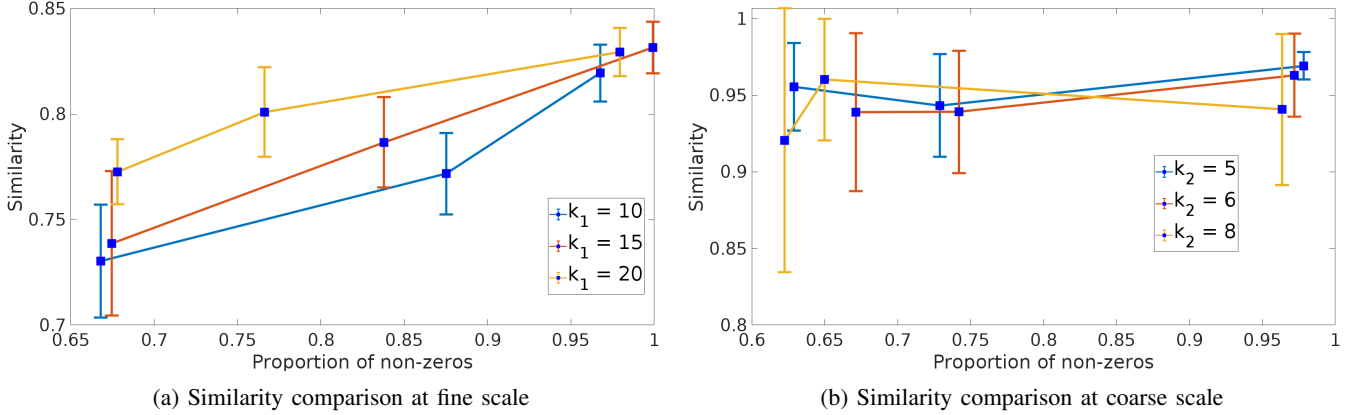 0.85
0.8
0.75
0.7
Similarity
0.65 0.7 0.75 0.8 0.85 0.9 0.95 1
Proportion of non-zeros
k₁ = 10
k₁ = 15
k₁ = 20
(a) Similarity comparison at fine scale
1
0.95
0.9
0.85
0.8
Similarity
0.6 0.65 0.7 0.75 0.8 0.85 0.9 0.95 1
Proportion of non-zeros
k₂ = 5
k₂ = 6
k₂ = 8
(b) Similarity comparison at coarse scale